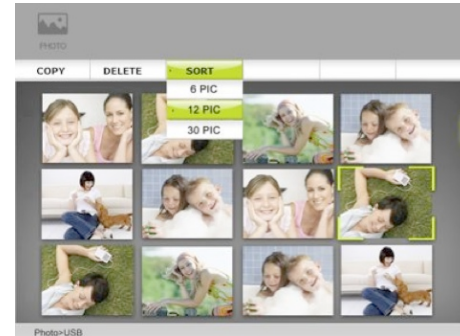 PHOTO
COPY DELETE SORT
6 PIC
12 PIC
30 PIC
Photo>USB